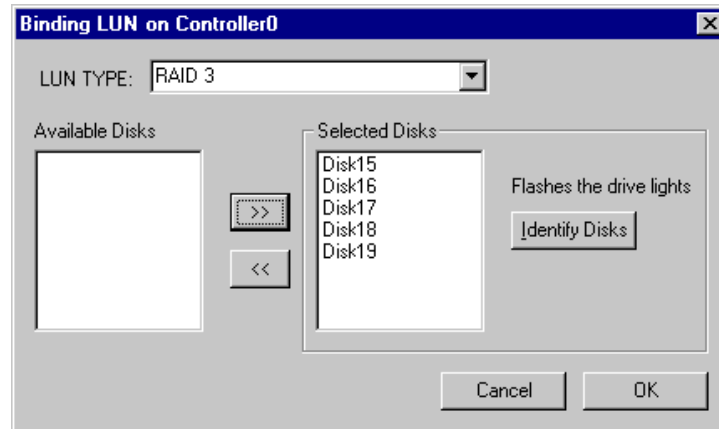 Binding LUN on Controller0
LUN TYPE: RAID 3
Available Disks
>>
<<
Selected Disks
Disk15
Disk16
Disk17
Disk18
Disk19
Flashes the drive lights
Identify Disks
Cancel OK